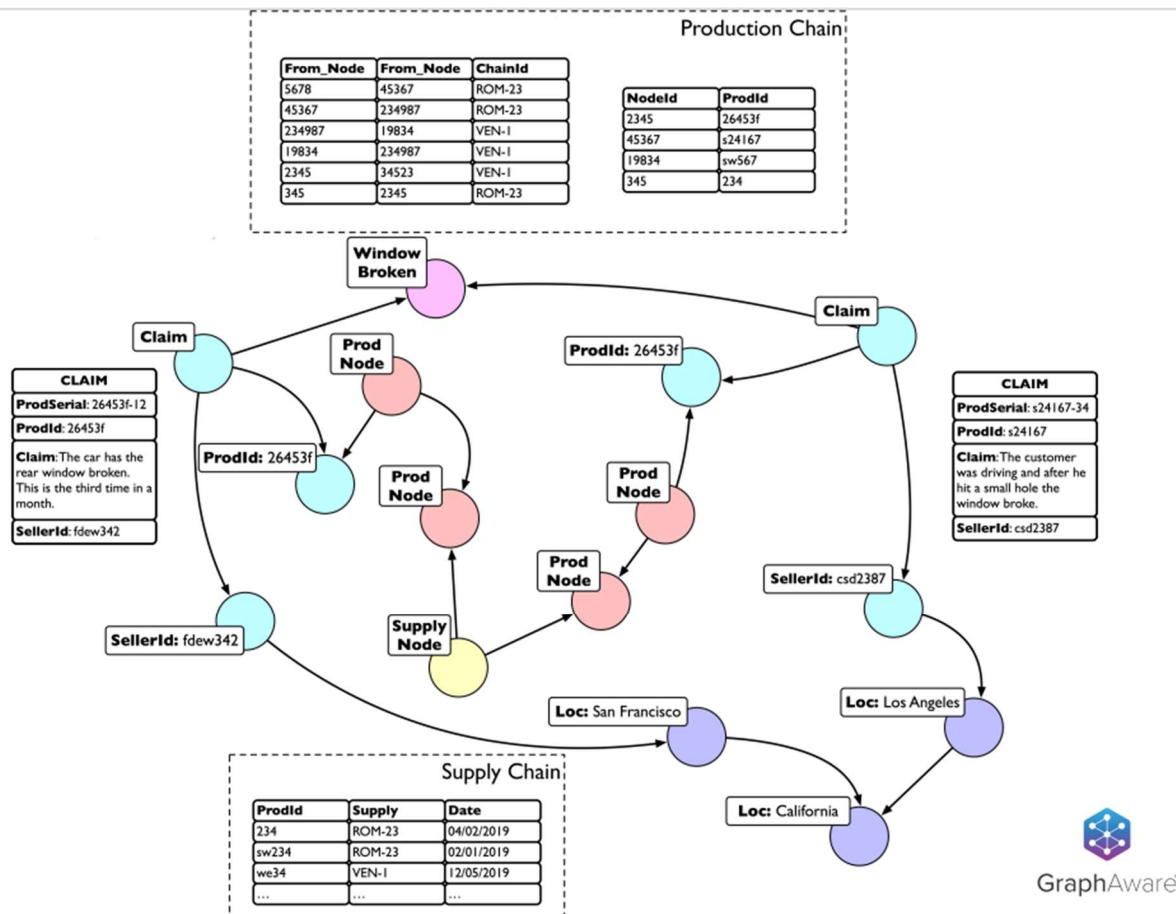 Production Chain
From_Node From_Node ChainId
5678 45367 ROM-23
45367 234987 ROM-23
234987 19834 VEN-1
19834 234987 VEN-1
2345 34523 VEN-1
345 2345 ROM-23
NodeId ProdId
2345 26453f
45367 s24167
19834 sw567
345 234
Window
Broken
Claim
Prod
Node
ProdId: 26453f
Claim
CLAIM
ProdSerial: 26453f-12
ProdId: 26453f
Claim:The car has the
rear window broken.
This is the third time in a
month.
SellerId: fdew342
ProdId: 26453f
Prod
Node
Prod
Node
CLAIM
ProdSerial: s24167-34
ProdId: s24167
Claim:The customer
was driving and after he
hit a small hole the
window broke.
SellerId: csd2387
Prod
Node
SellerId: csd2387
SellerId: fdew342
Supply
Node
Loc: San Francisco
Loc: Los Angeles
Loc: California
Supply Chain
ProdId Supply Date
234 ROM-23 04/02/2019
sw234 ROM-23 02/01/2019
we34 VEN-1 12/05/2019
... ... ...
GraphAware